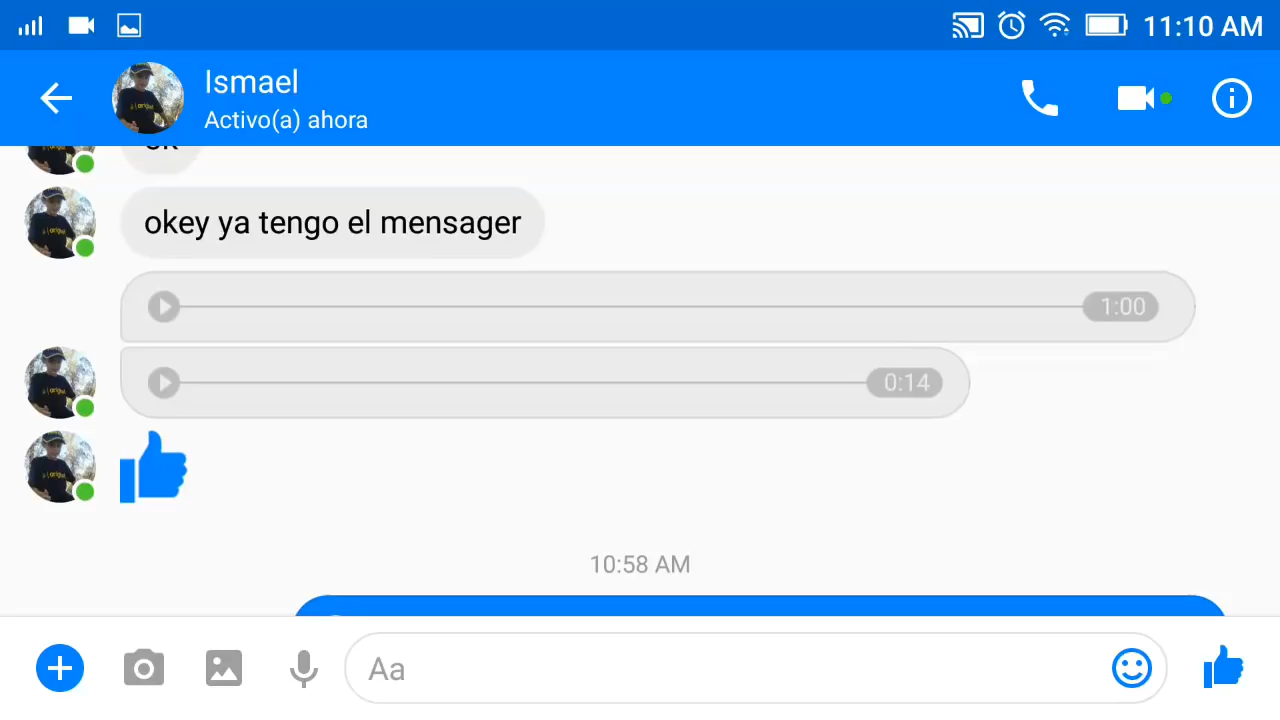 11:10 AM
Ismael
Activo(a) ahora
ok
okey ya tengo el mensager
1:00
0:14
10:58 AM
Aa